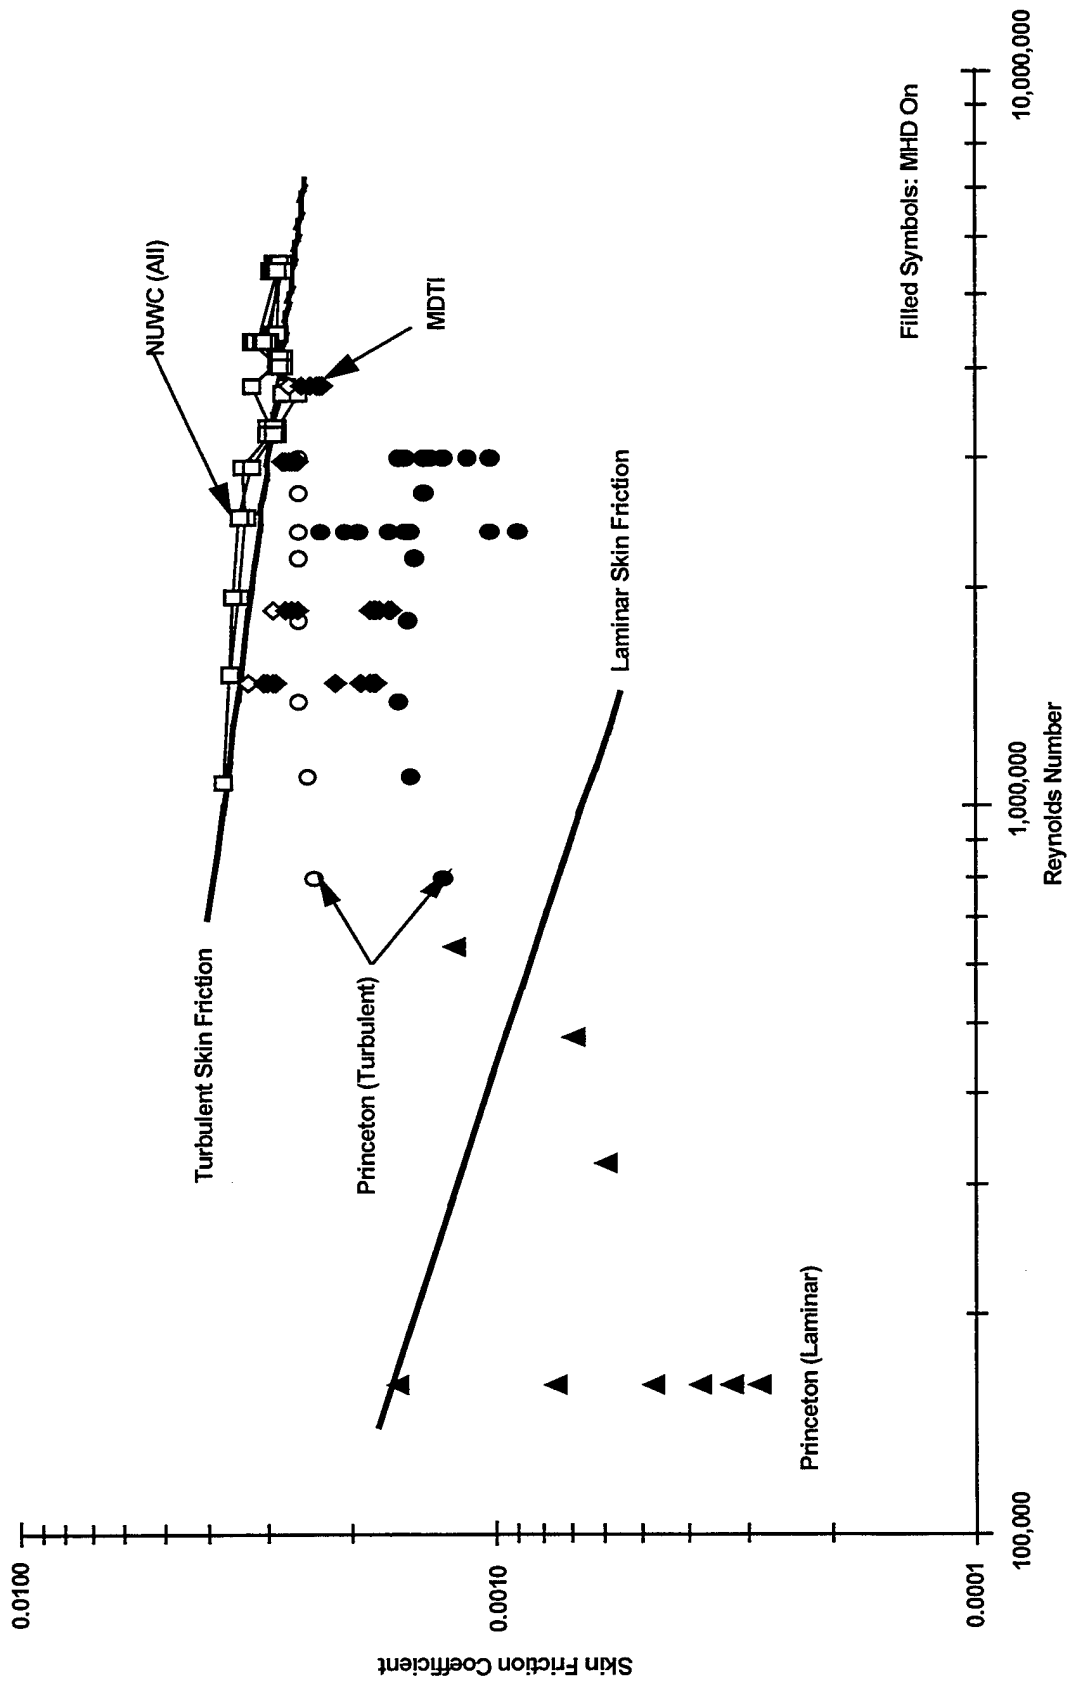 0.0100
0.0010
0.0001
Skin Friction Coefficient
Turbulent Skin Friction
NUWC (All)
MDTI
Princeton (Turbulent)
Laminar Skin Friction
Princeton (Laminar)
Filled Symbols: MHD On
100,000
1,000,000
10,000,000
Reynolds Number